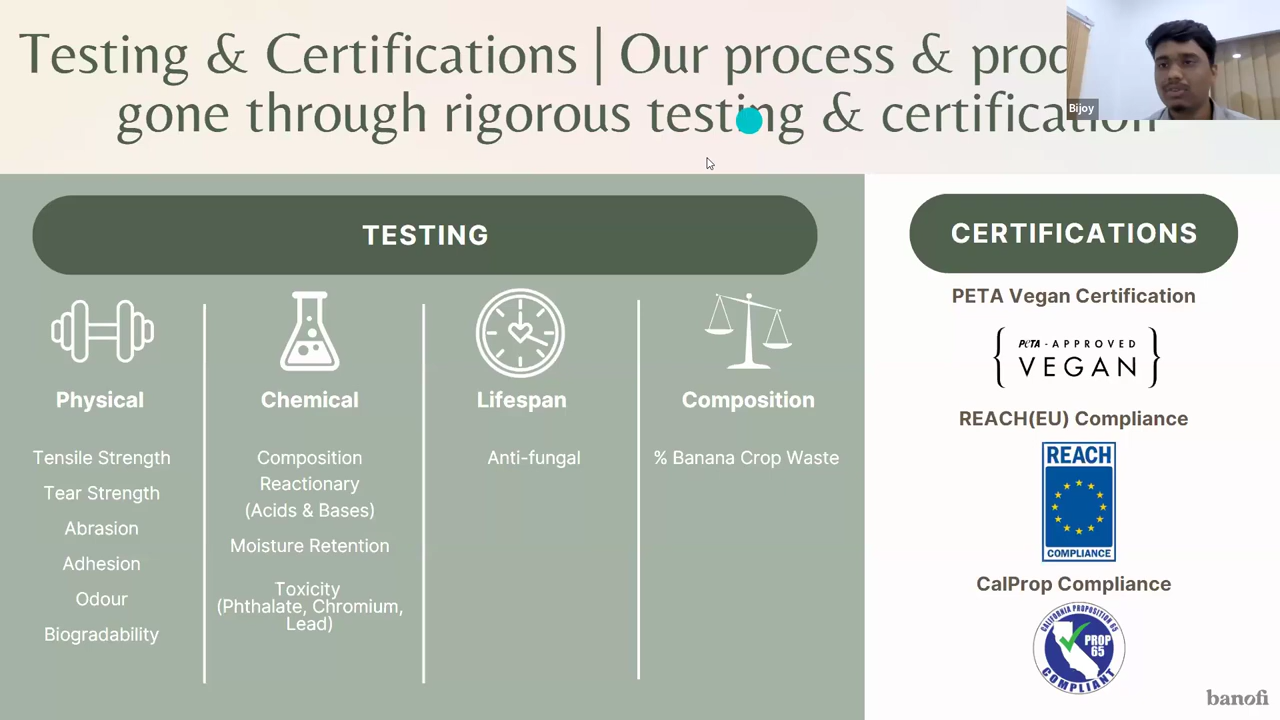 Testing & Certifications | Our process &
gone through rigorous testing & certification
Bijoy
TESTING
Physical
Tensile Strength
Tear Strength
Abrasion
Adhesion
Odour
Biogradability
Chemical
Composition
Reactionary
(Acids & Bases)
Moisture Retention
Toxicity
(Phthalate, Chromium,
Lead)
Lifespan
Anti-fungal
Composition
% Banana Crop Waste
CERTIFICATIONS
PETA Vegan Certification
PETA - APPROVED
VEGAN
REACH(EU) Compliance
REACH
COMPLIANCE
CalProp Compliance
CALIFORNIA PROPOSITION 65
PROP
65
COMPLIANT
banofi